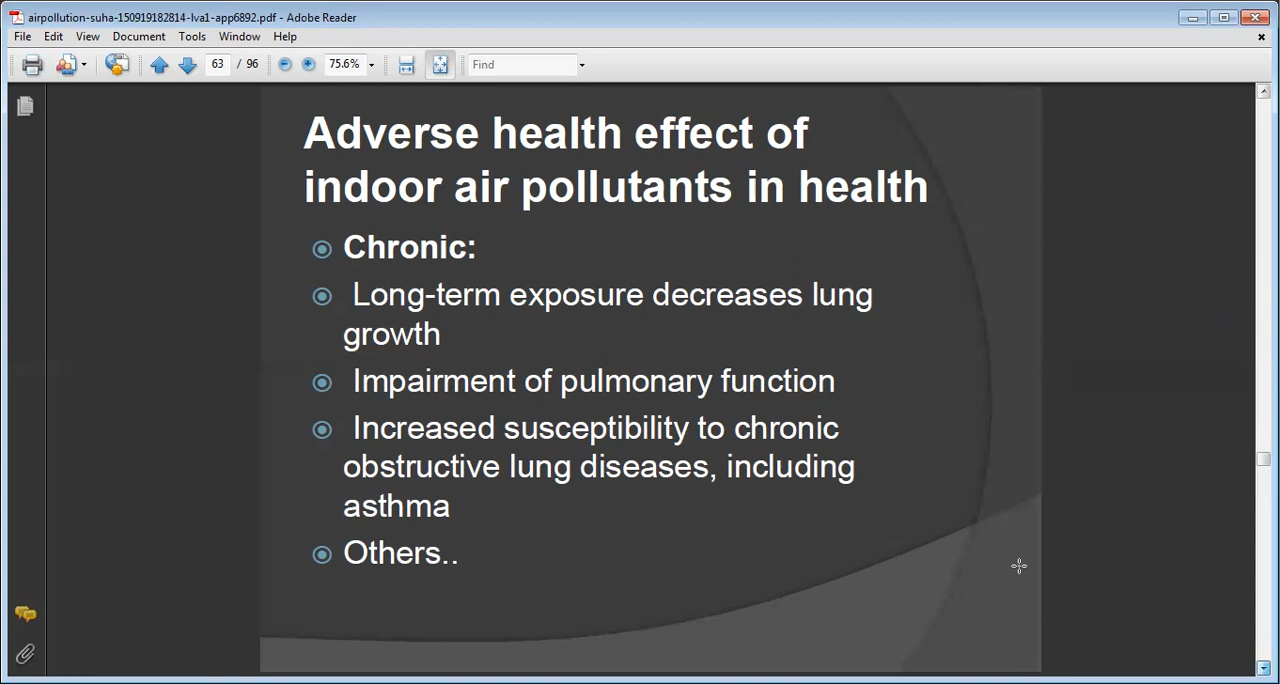 airpollution-suha-150919182814-lva1-app6892.pdf - Adobe Reader
File Edit View Document Tools Window Help
63 / 96 75.6% Find
Adverse health effect of
indoor air pollutants in health
Chronic:
Long-term exposure decreases lung
growth
Impairment of pulmonary function
Increased susceptibility to chronic
obstructive lung diseases, including
asthma
Others..